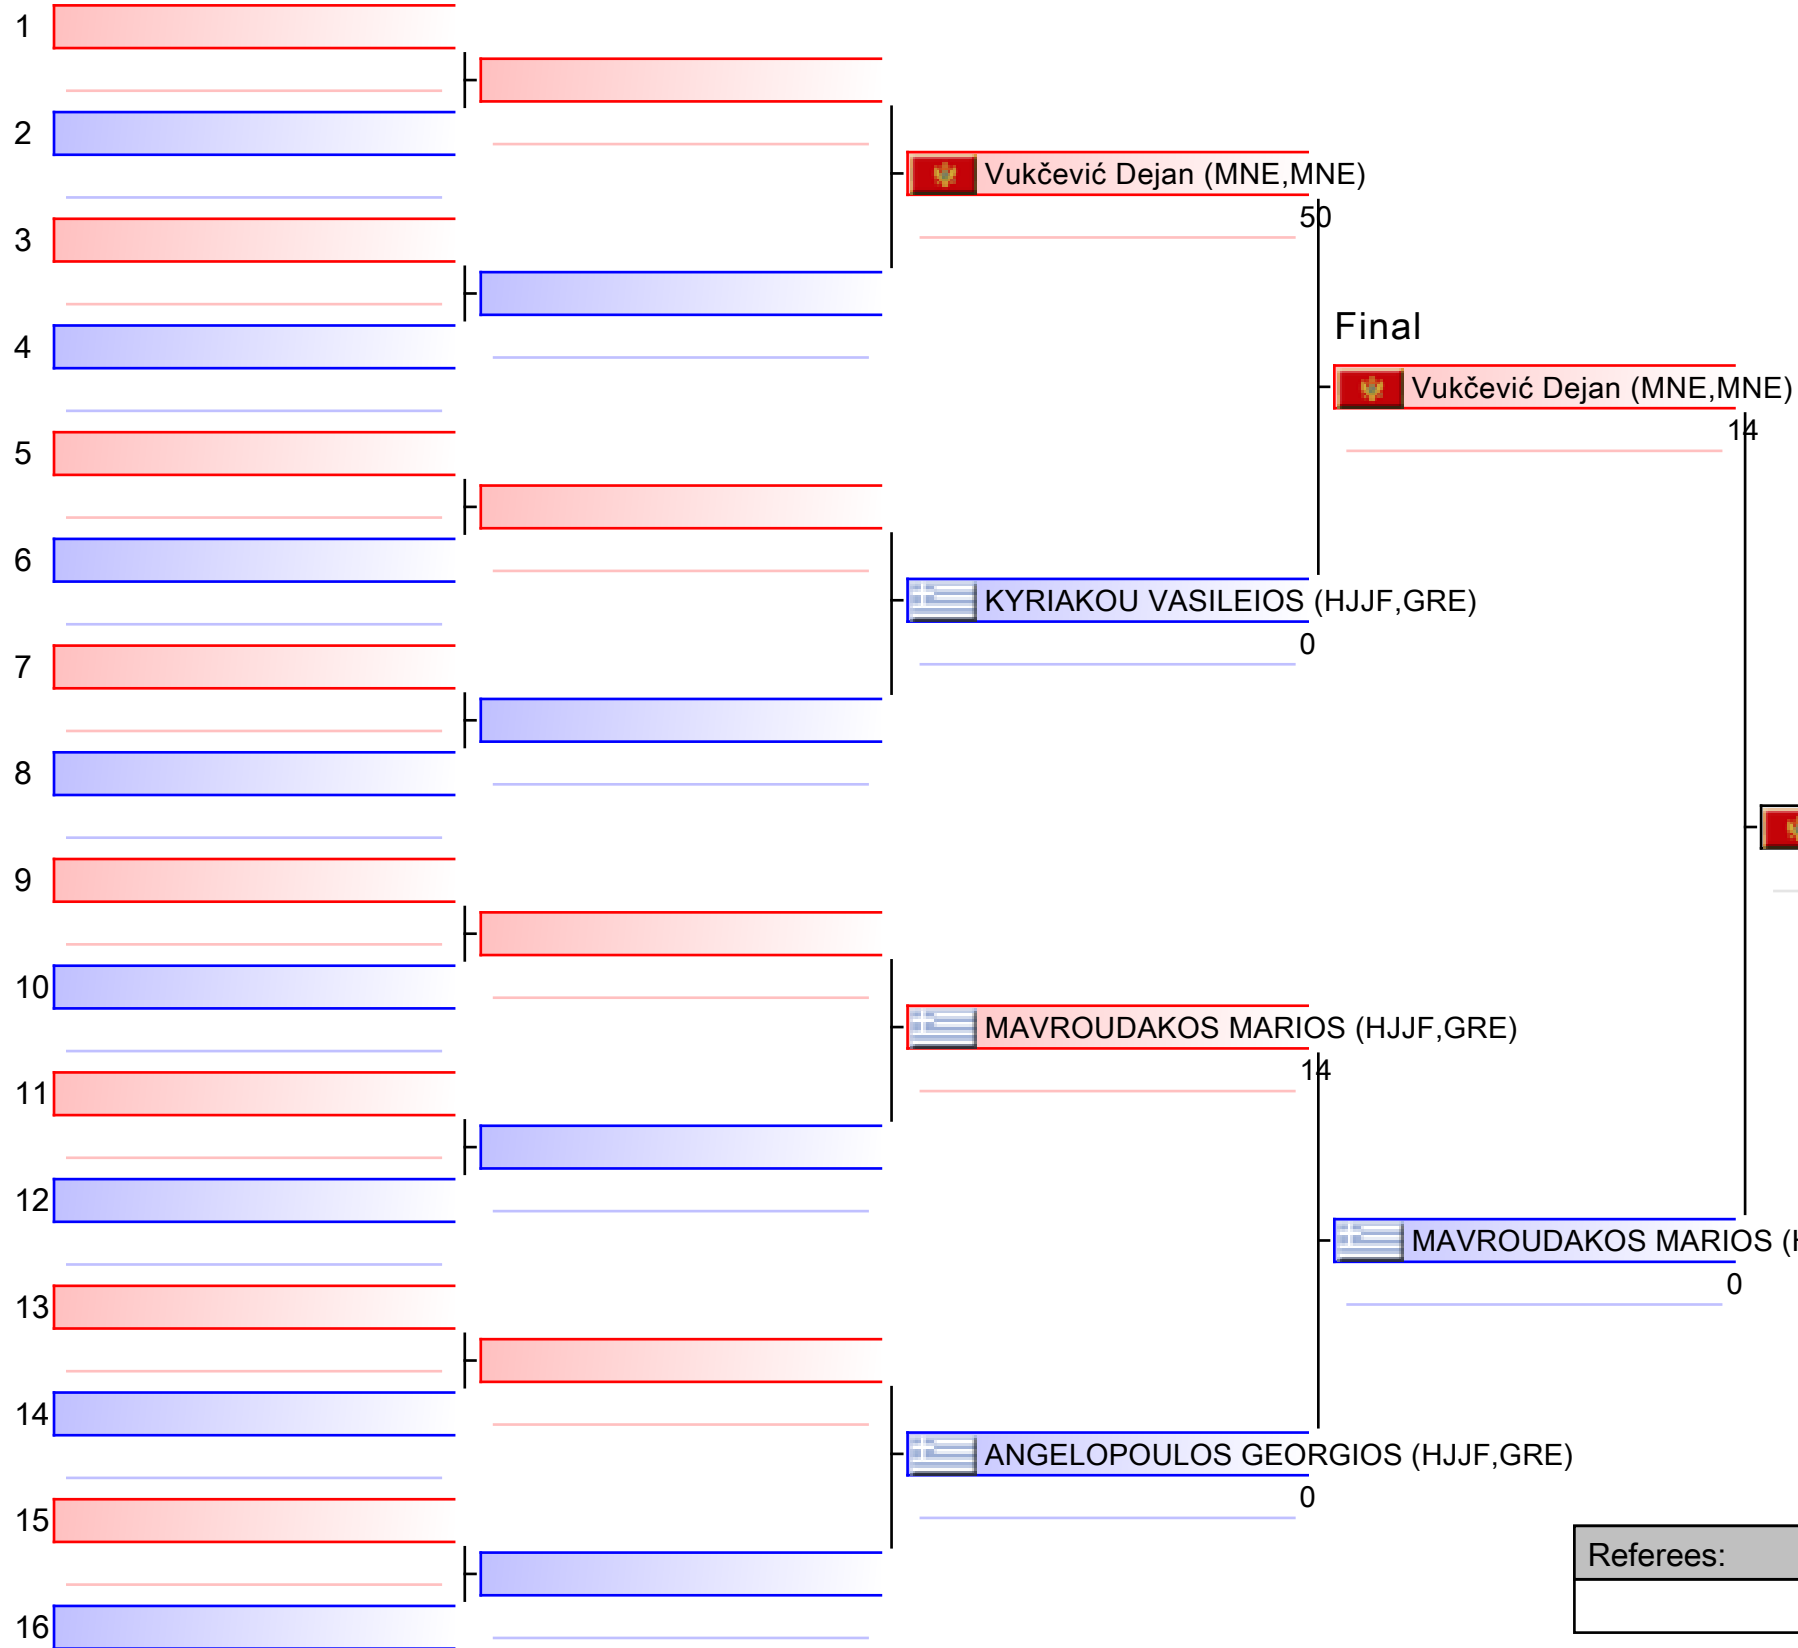 1
2
Vukčević Dejan (MNE,MNE)
50
3
Final
4
Vukčević Dejan (MNE,MNE)
14
5
6
KYRIAKOU VASILEIOS (HJJF,GRE)
0
7
8
9
10
MAVROUDAKOS MARIOS (HJJF,GRE)
14
11
12
MAVROUDAKOS MARIOS (
0
13
14
ANGELOPOULOS GEORGIOS (HJJF,GRE)
0
15
Referees:
16